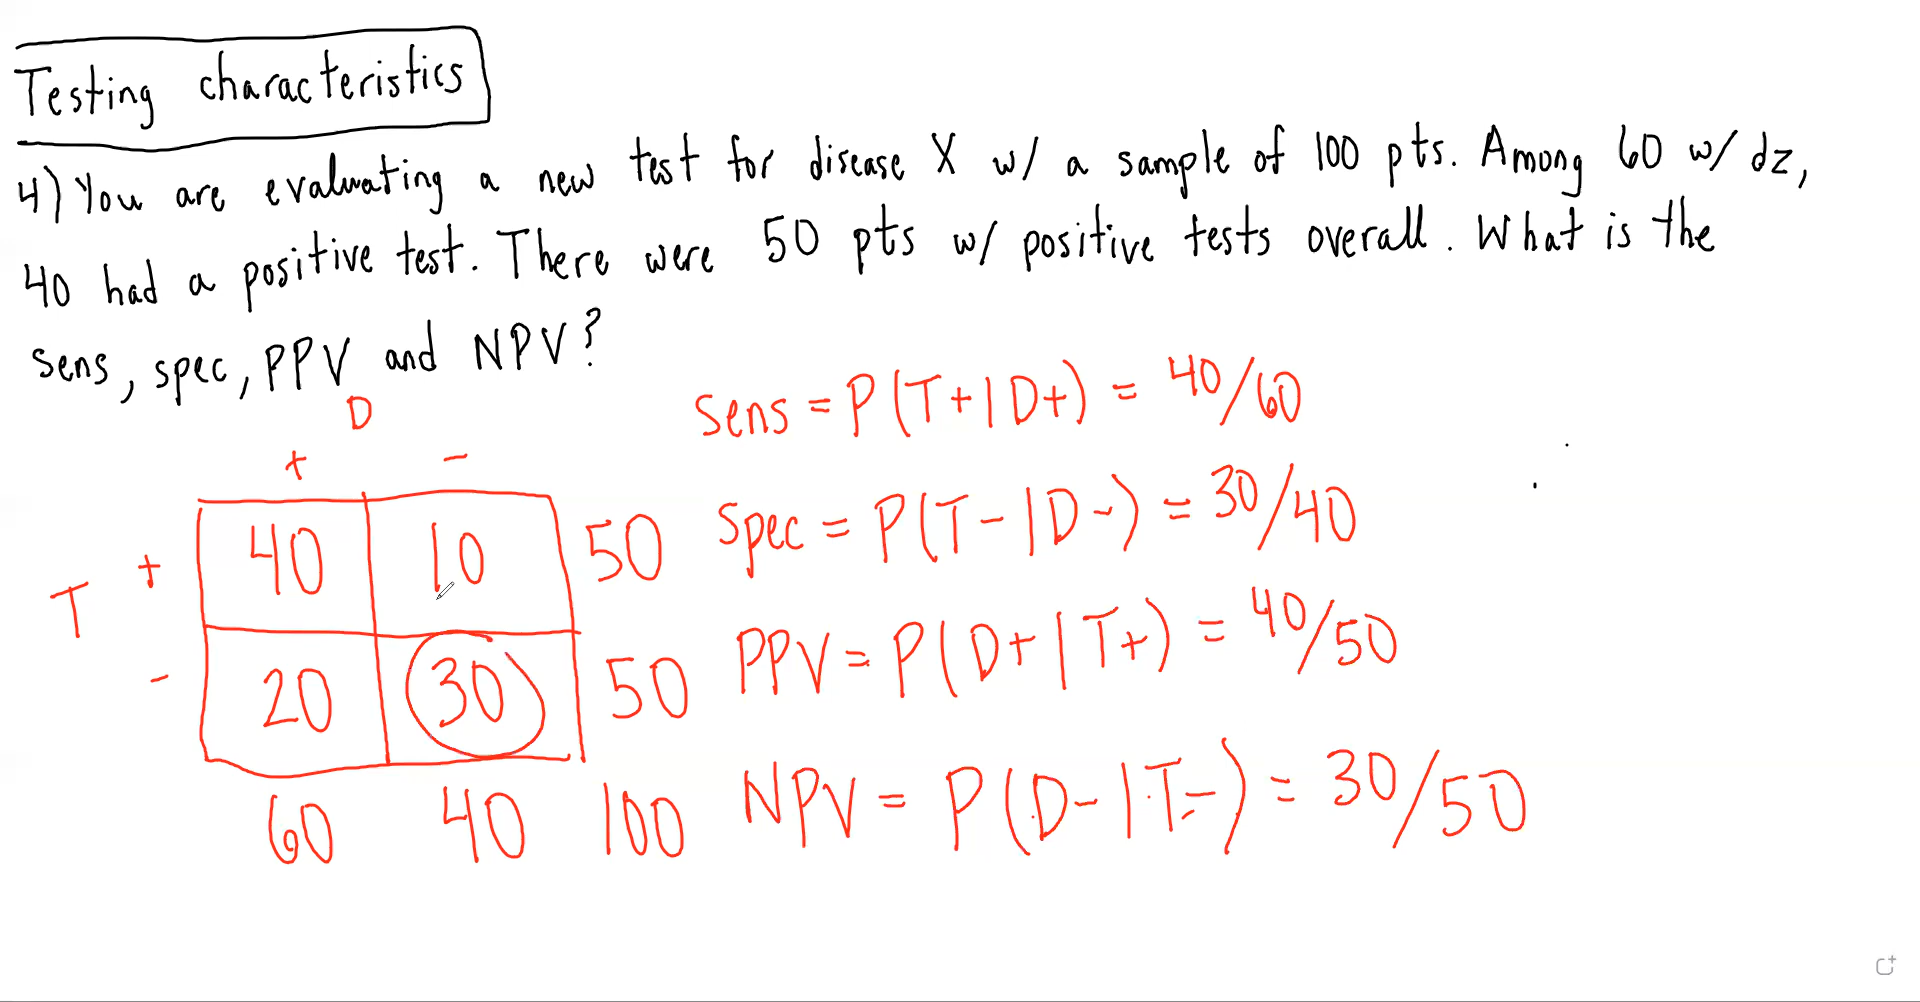 Testing characteristics
4) You are evaluating a new test for disease X w/ a sample of 100 pts. Among 60 w/ dz,
40 had a positive test. There were 50 pts w/ positive tests overall. What is the
sens, spec, PPV and NPV?
D
+ -
T
+ 40 10 50
- 20 30 50
60 40 100
Sens = P(T+|D+) = 40/60
Spec = P(T-|D-) = 30/40
PPV = P(D+|T+) = 40/50
NPV = P(D-|T-) = 30/50